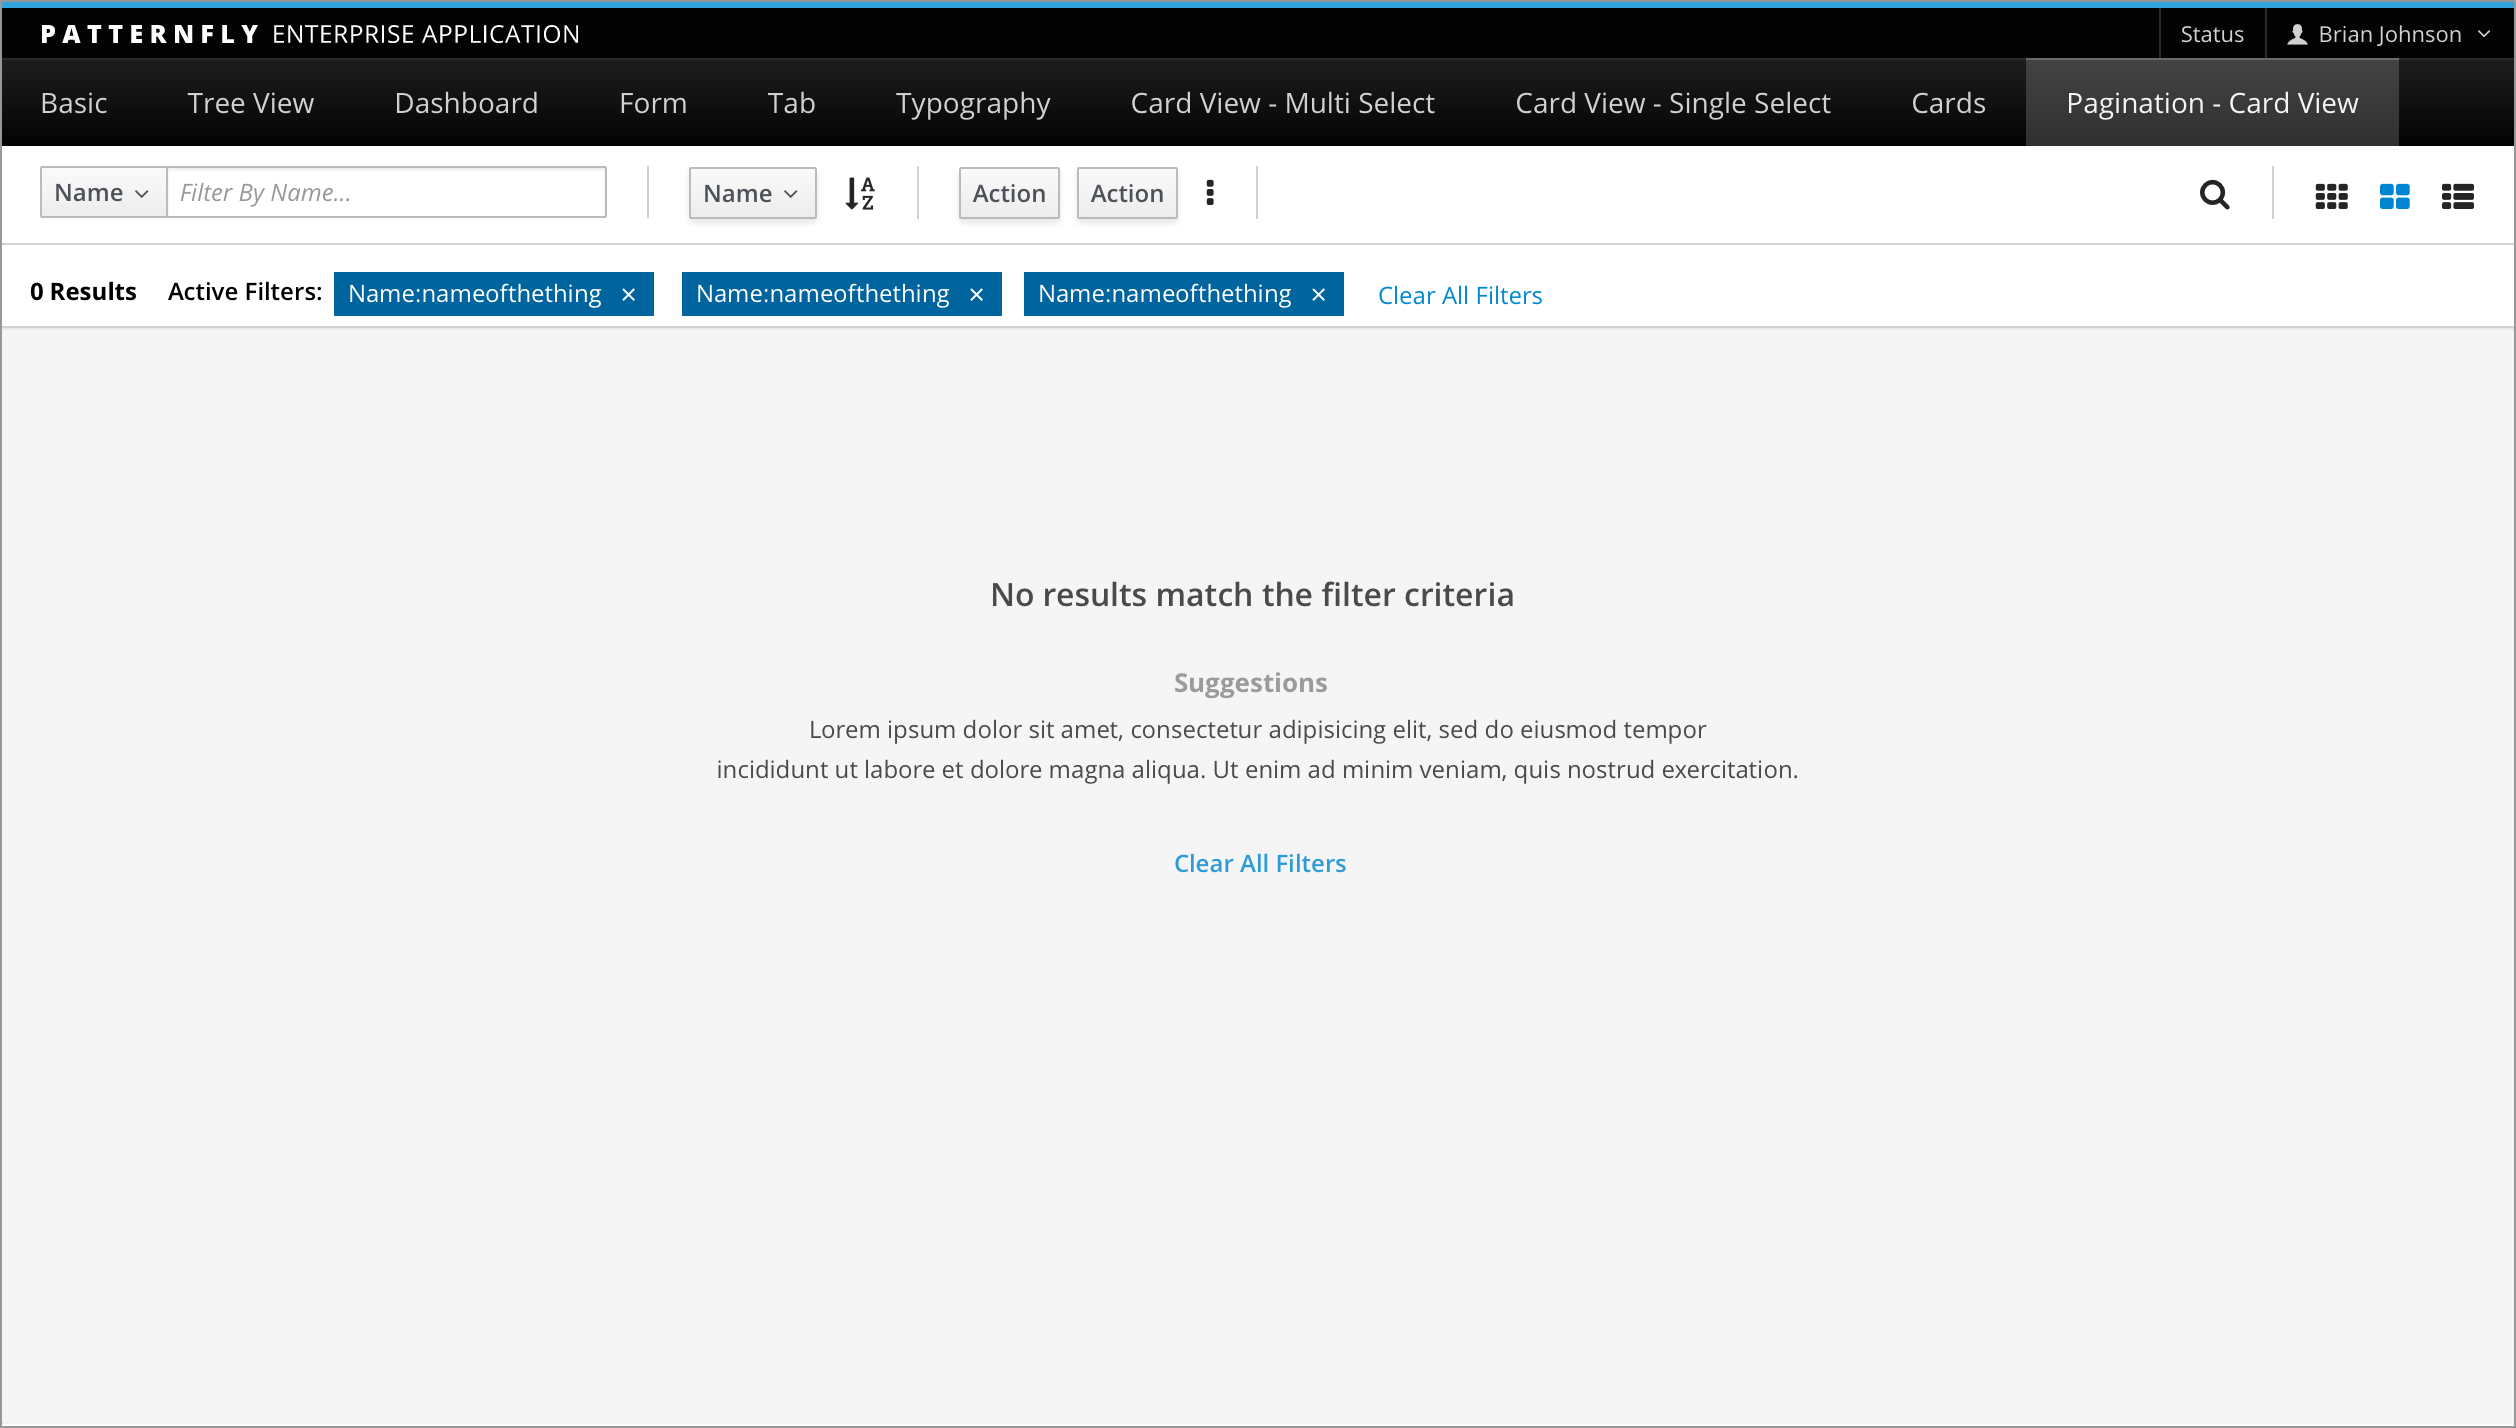 PATTERNFLY ENTERPRISE APPLICATION
Status
Brian Johnson
Basic
Tree View
Dashboard
Form
Tab
Typography
Card View - Multi Select
Card View - Single Select
Cards
Pagination - Card View
Name
Filter By Name...
Name
A
Z
Action
Action
0 Results
Active Filters:
Name:nameofthething ×
Name:nameofthething ×
Name:nameofthething ×
Clear All Filters
No results match the filter criteria
Suggestions
Lorem ipsum dolor sit amet, consectetur adipisicing elit, sed do eiusmod tempor
incididunt ut labore et dolore magna aliqua. Ut enim ad minim veniam, quis nostrud exercitation.
Clear All Filters